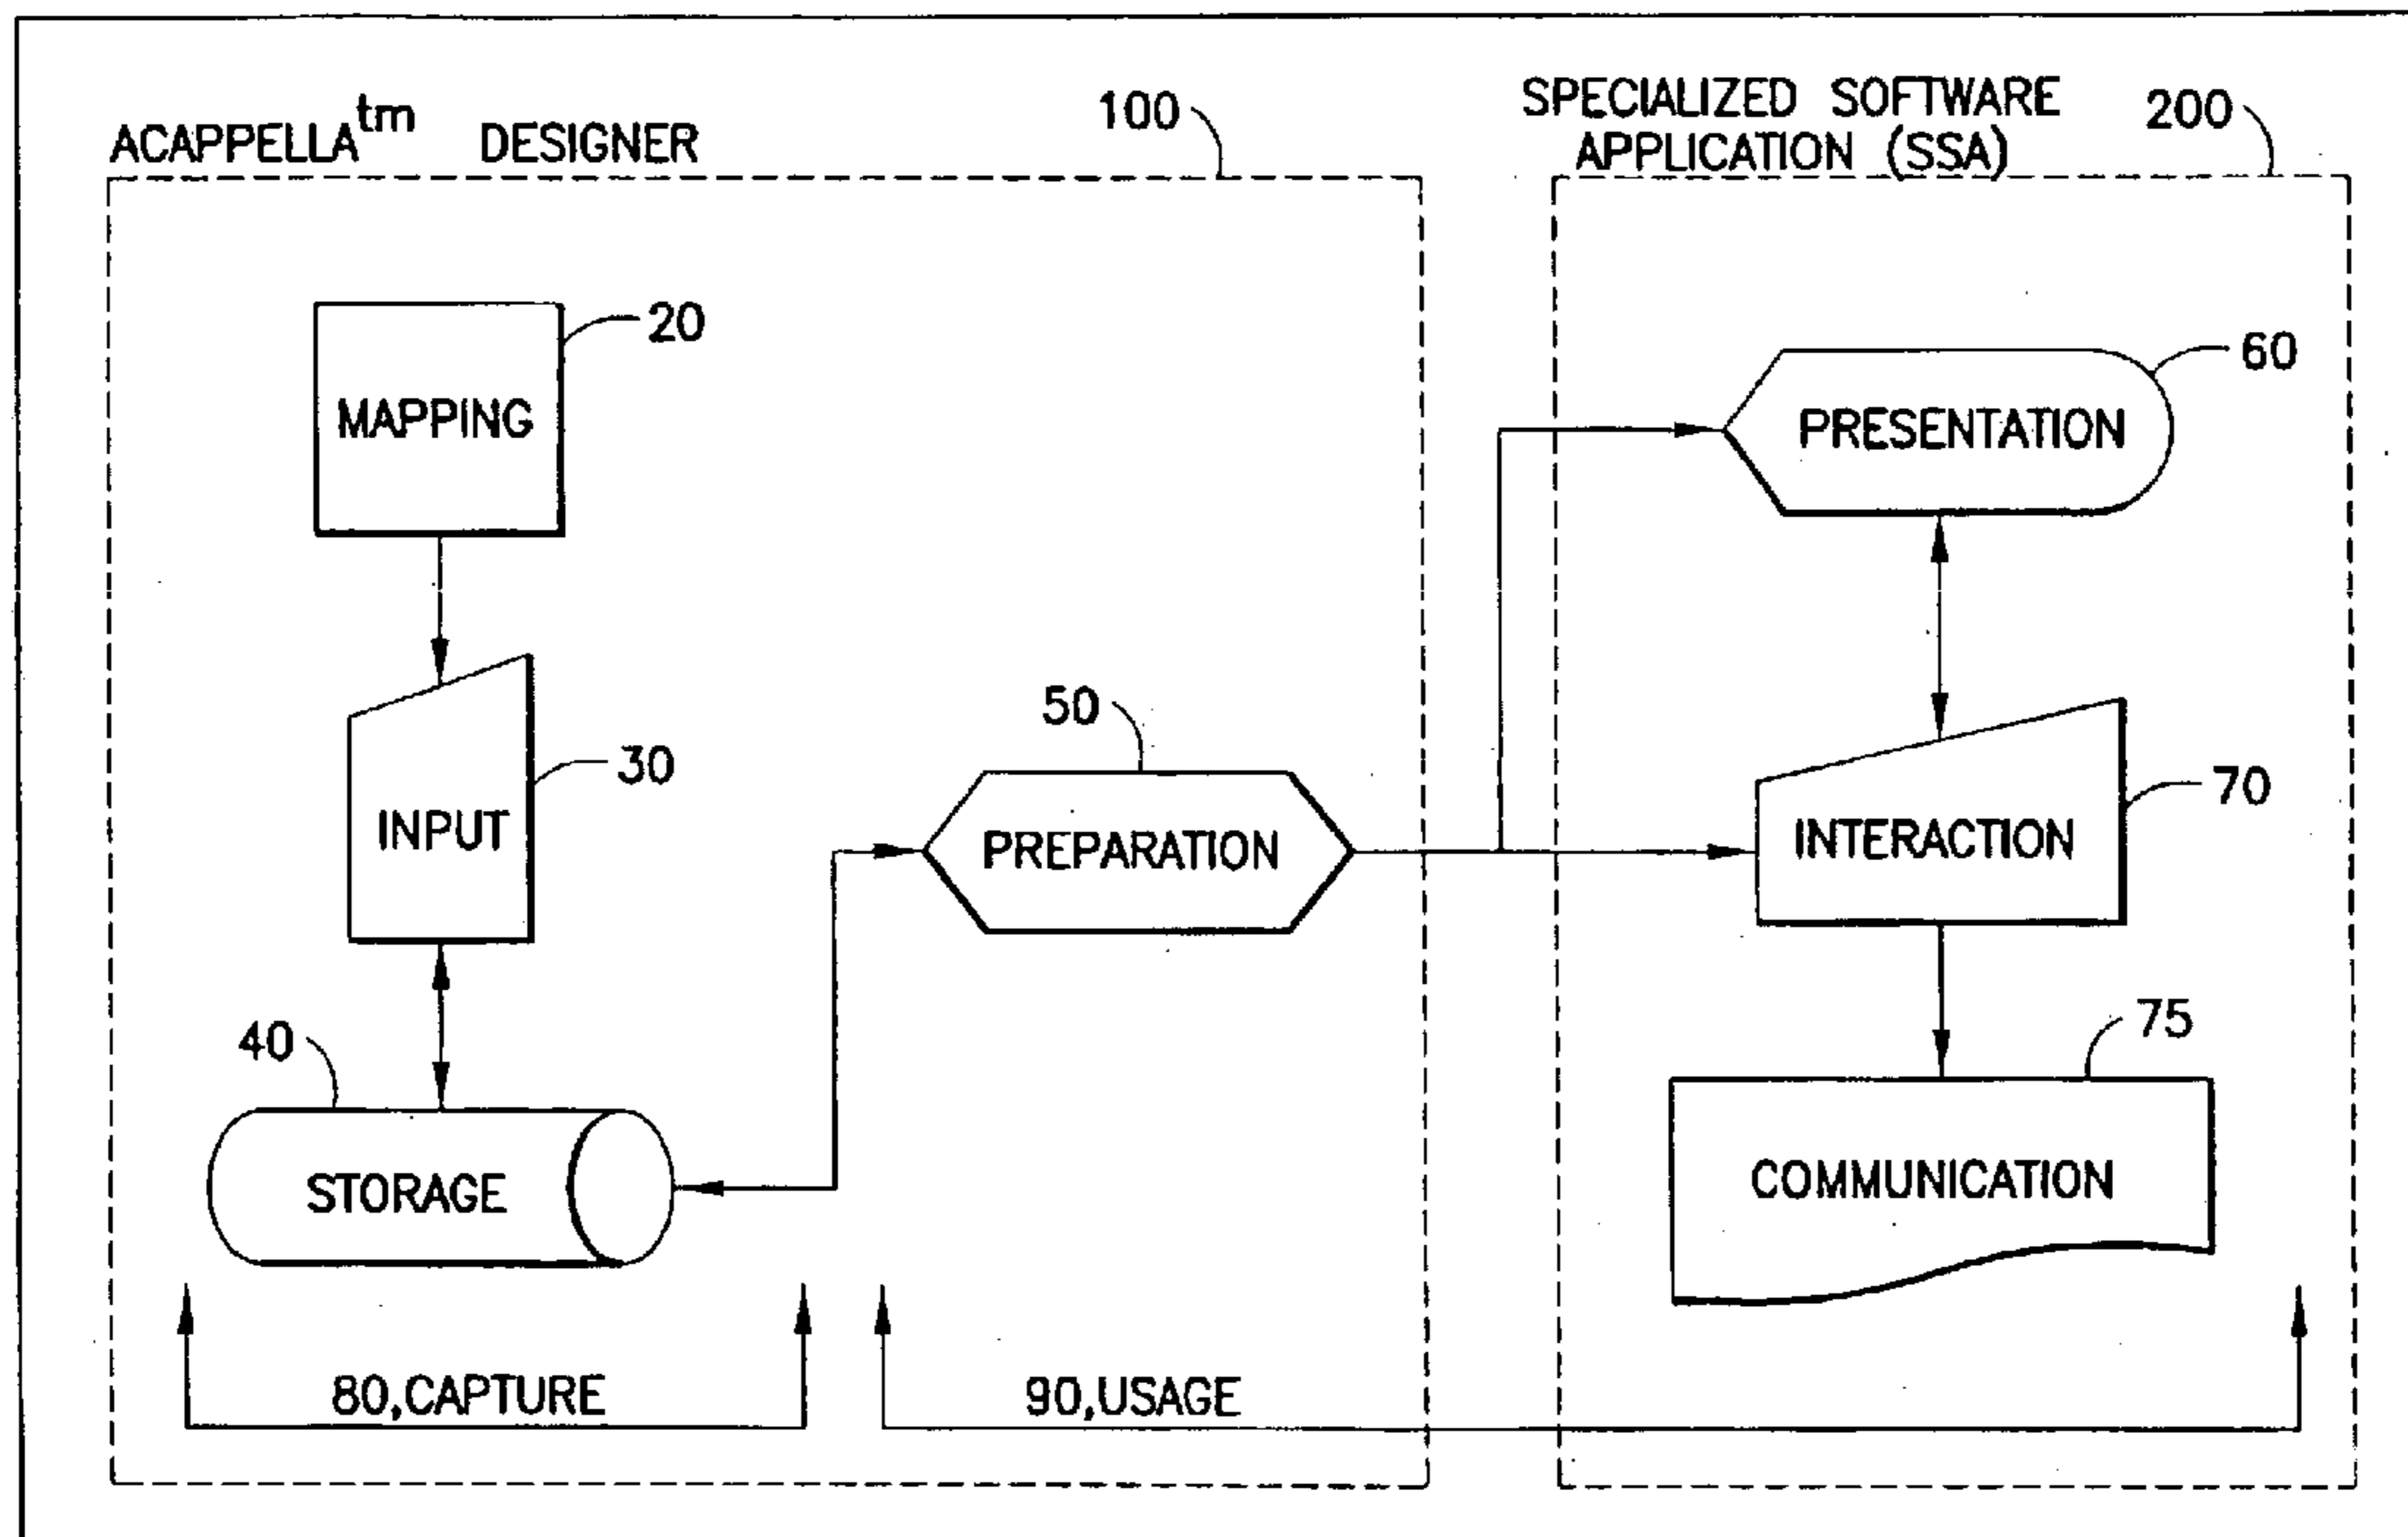 ACAPPELLAtm DESIGNER
100
SPECIALIZED SOFTWARE
APPLICATION (SSA)
200
MAPPING
20
INPUT
30
40
STORAGE
50
PREPARATION
60
PRESENTATION
70
INTERACTION
75
COMMUNICATION
80,CAPTURE
90,USAGE